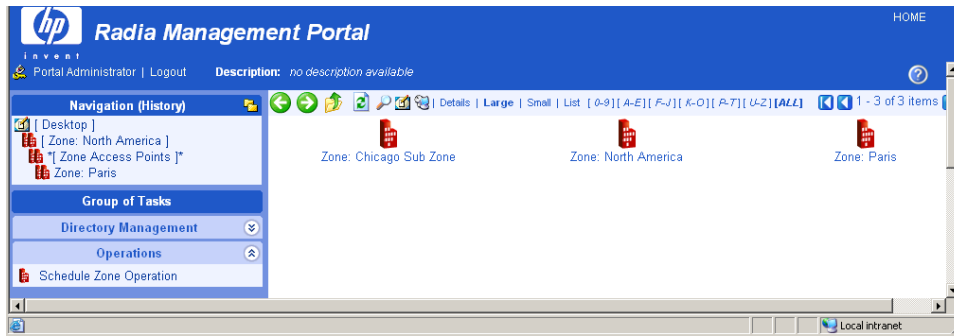 HOME
hp
Radia Management Portal
invent
Portal Administrator | Logout Description: no description available
Navigation (History)
Details | Large | Small | List [ 0-9 ] [ A-E ] [ F-J ] [ K-O ] [ P-T ] [ U-Z ] [ALL] 1 - 3 of 3 items
[ Desktop ]
[ Zone: North America ]
*[ Zone Access Points ]*
Zone: Paris
Zone: Chicago Sub Zone
Zone: North America
Zone: Paris
Group of Tasks
Directory Management
Operations
Schedule Zone Operation
Local intranet